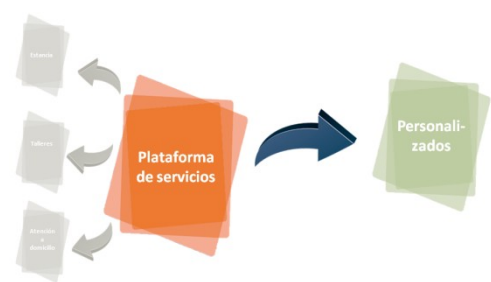 Estancia
Talleres
Atención
a
domicilio
Plataforma
de servicios
Personali-
zados